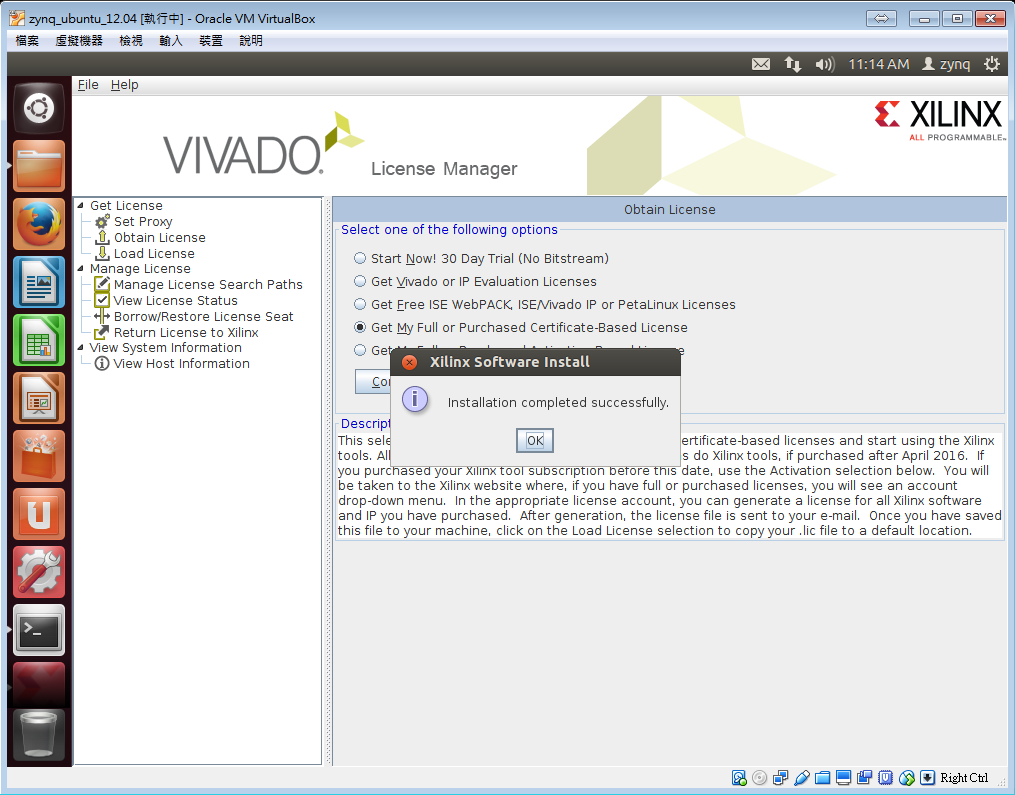 zynq_ubuntu_12.04 [執行中] - Oracle VM VirtualBox
檔案 虛擬機器 檢視 輸入 裝置 說明
11:14 AM zynq
File Help
VIVADO.
License Manager
XILINX
ALL PROGRAMMABLE™
Get License
Set Proxy
Obtain License
Load License
Manage License
Manage License Search Paths
View License Status
Borrow/Restore License Seat
Return License to Xilinx
View System Information
View Host Information
Obtain License
Select one of the following options
Start Now! 30 Day Trial (No Bitstream)
Get Vivado or IP Evaluation Licenses
Get Free ISE WebPACK, ISE/Vivado IP or PetaLinux Licenses
Get My Full or Purchased Certificate-Based License
Get
Xilinx Software Install
Installation completed successfully.
OK
Co
Descript
This sele ertificate-based licenses and start using the Xilinx
tools. Al s do Xilinx tools, if purchased after April 2016. If
you purchased your Xilinx tool subscription before this date, use the Activation selection below. You will
be taken to the Xilinx website where, if you have full or purchased licenses, you will see an account
drop-down menu. In the appropriate license account, you can generate a license for all Xilinx software
and IP you have purchased. After generation, the license file is sent to your e-mail. Once you have saved
this file to your machine, click on the Load License selection to copy your .lic file to a default location.
Right Ctrl